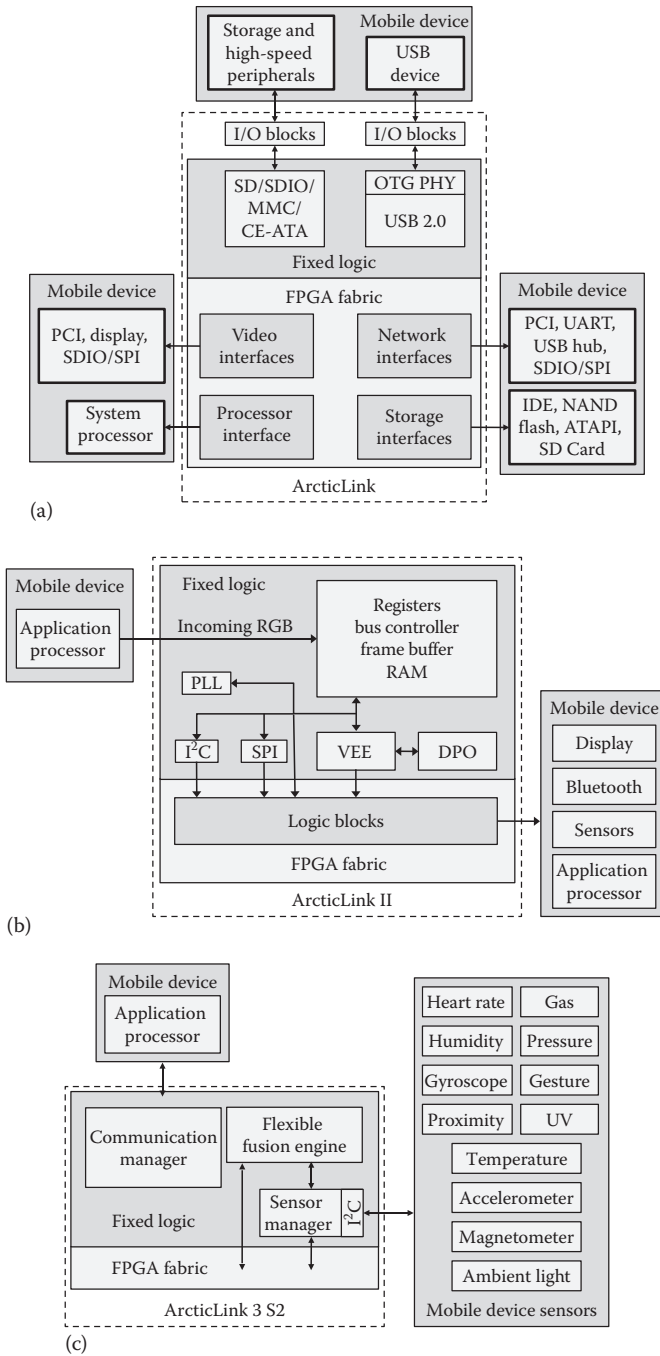 Mobile device
Storage and
high-speed
peripherals
USB
device
I/O blocks
I/O blocks
SD/SDIO/
MMC/
CE-ATA
OTG PHY
USB 2.0
Fixed logic
FPGA fabric
Mobile device
PCI, display,
SDIO/SPI
System
processor
Video
interfaces
Network
interfaces
Processor
interface
Storage
interfaces
Mobile device
PCI, UART,
USB hub,
SDIO/SPI
IDE, NAND
flash, ATAPI,
SD Card
ArcticLink
(a)
Mobile device
Application
processor
Fixed logic
Incoming RGB
Registers
bus controller
frame buffer
RAM
PLL
I²C
SPI
VEE
DPO
Logic blocks
FPGA fabric
ArcticLink II
Mobile device
Display
Bluetooth
Sensors
Application
processor
(b)
Mobile device
Application
processor
Communication
manager
Flexible
fusion engine
Sensor
manager
I²C
Fixed logic
FPGA fabric
ArcticLink 3 S2
Heart rate
Gas
Humidity
Pressure
Gyroscope
Gesture
Proximity
UV
Temperature
Accelerometer
Magnetometer
Ambient light
Mobile device sensors
(c)